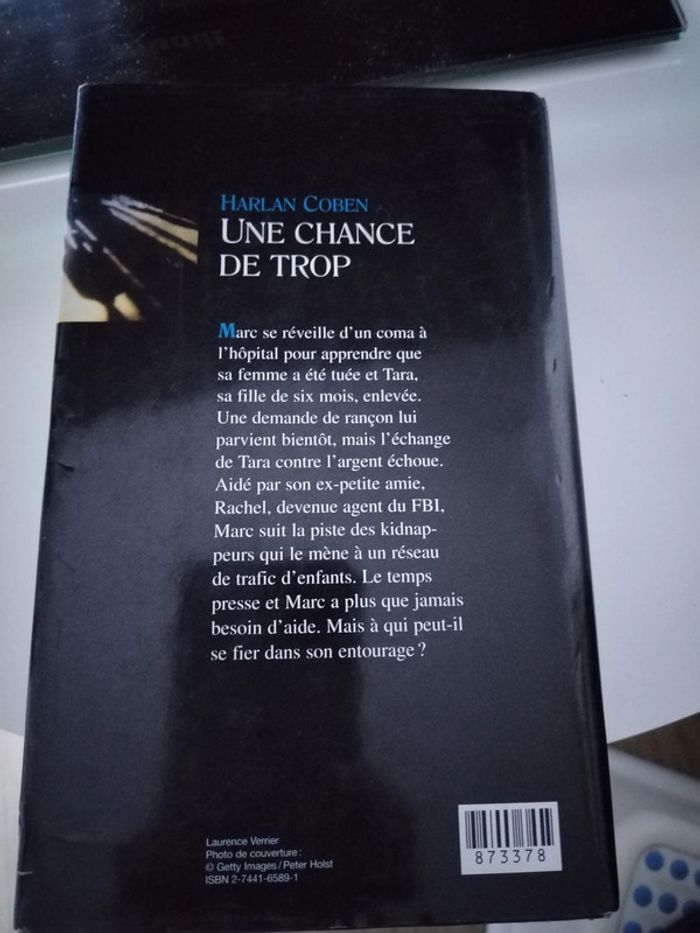 HARLAN COBEN
UNE CHANCE
DE TROP
Marc se réveille d'un coma à
l'hôpital pour apprendre que
sa femme a été tuée et Tara,
sa fille de six mois, enlevée.
Une demande de rançon lui
parvient bientôt, mais l'échange
de Tara contre l'argent échoue.
Aidé par son ex-petite amie,
Rachel, devenue agent du FBI,
Marc suit la piste des kidnap-
peurs qui le mène à un réseau
de trafic d'enfants. Le temps
presse et Marc a plus que jamais
besoin d'aide. Mais à qui peut-il
se fier dans son entourage ?
Laurence Verrier
Photo de couverture :
© Getty Images / Peter Holst
ISBN 2-7441-6589-1
873378